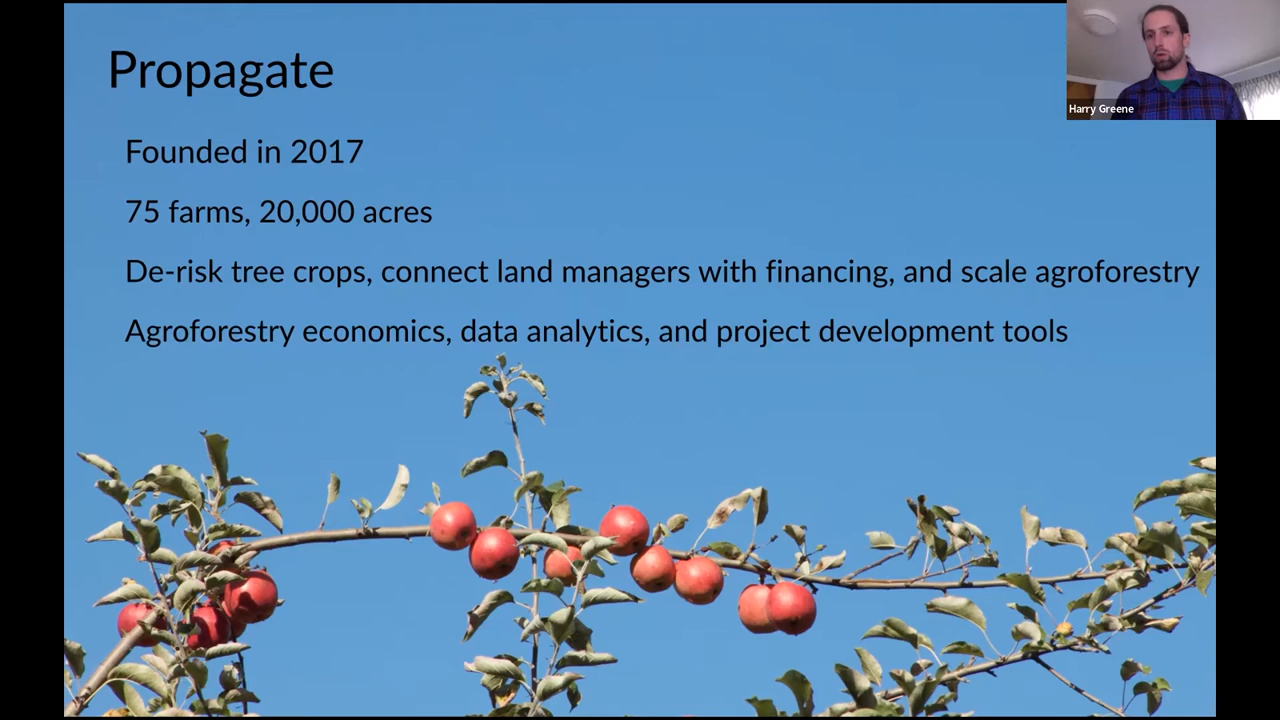 Propagate
Harry Greene
Founded in 2017
75 farms, 20,000 acres
De-risk tree crops, connect land managers with financing, and scale agroforestry
Agroforestry economics, data analytics, and project development tools